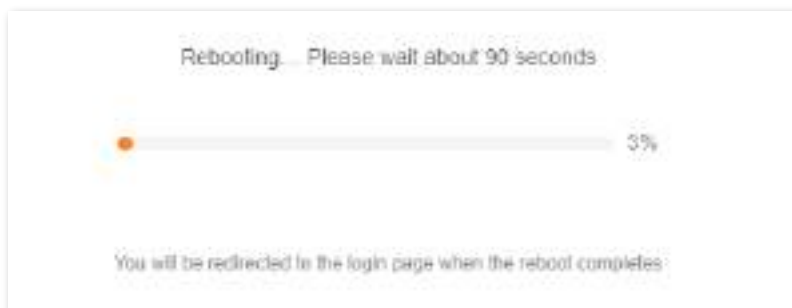 Rebooting... Please wait about 90 seconds
3%
You will be redirected to the login page when the reboot completes